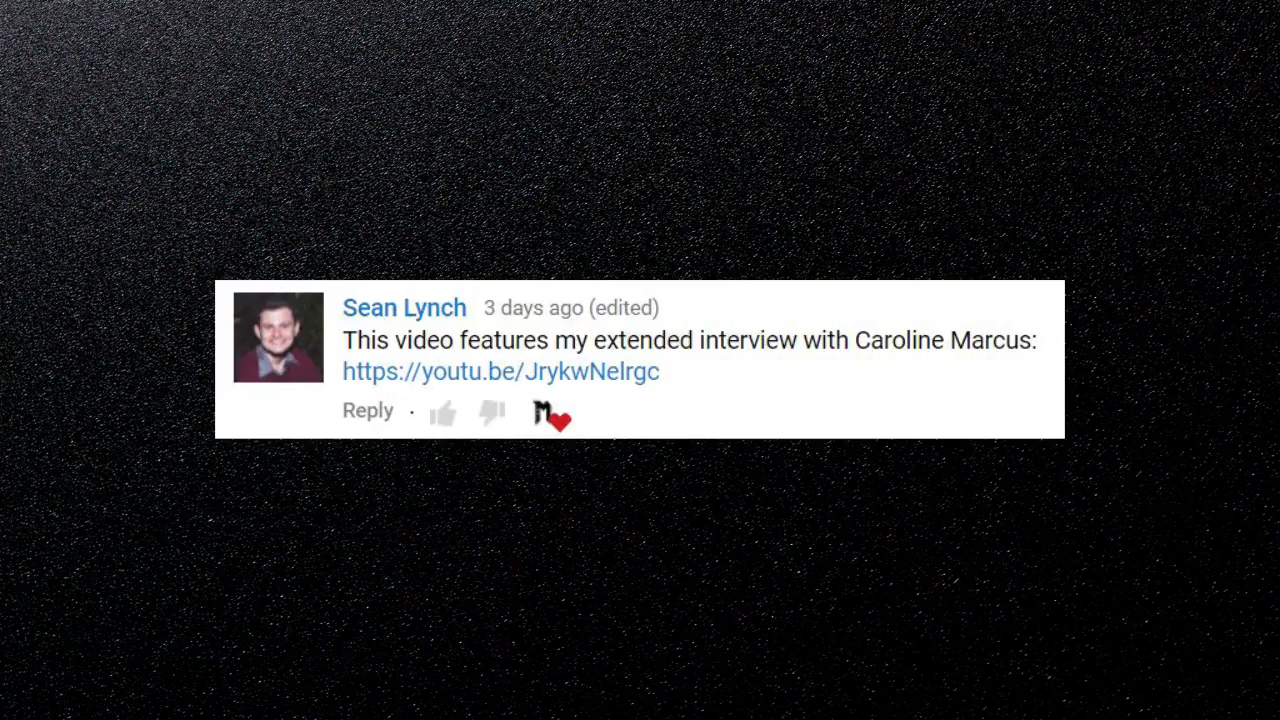 Sean Lynch 3 days ago (edited)
This video features my extended interview with Caroline Marcus:
https://youtu.be/JrykwNelrgc
Reply ·
M